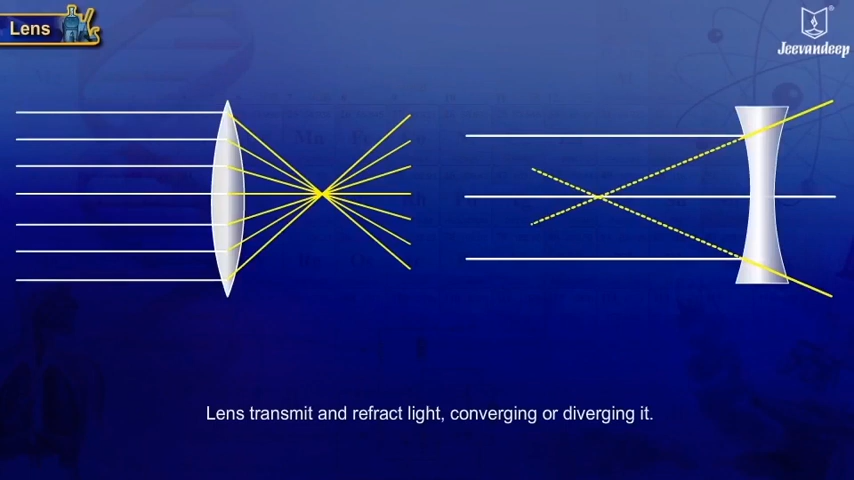 Lens
Jeevandeep
Lens transmit and refract light, converging or diverging it.